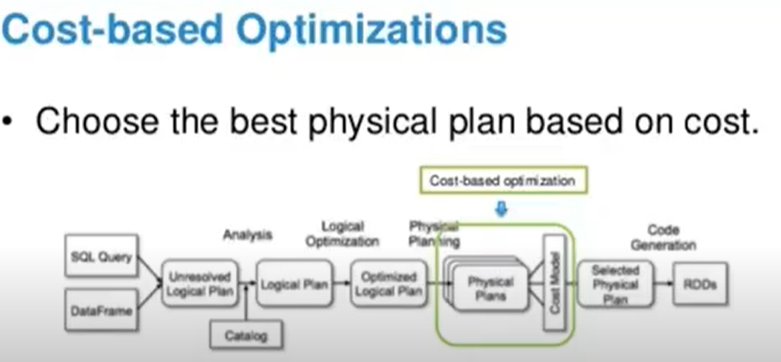 Cost-based Optimizations
• Choose the best physical plan based on cost.
Cost-based optimization
Analysis
Logical
Optimization
Physical
Planning
Code
Generation
SQL Query
DataFrame
Unresolved
Logical Plan
Catalog
Logical Plan
Optimized
Logical Plan
Physical
Plans
Cost Model
Selected
Physical
Plan
RDDs